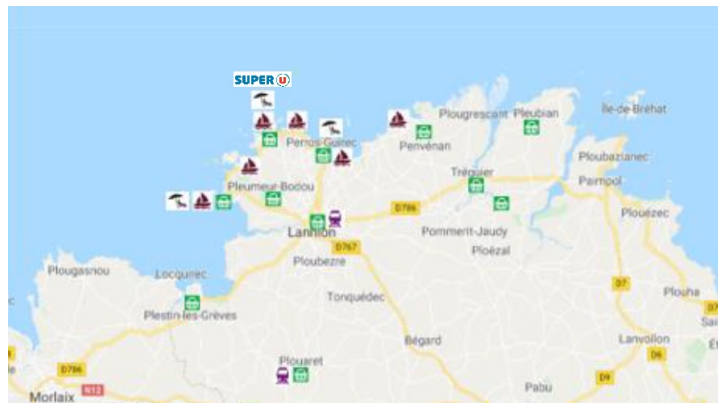 SUPER U
Plougrescant
Pleubian
Île-de-Bréhat
Perros-Guirec
Penvénan
Ploubazlanec
Tréguier
Paimpol
Pleumeur-Bodou
D786
Plouézec
Lannion
Pommerit-Jaudy
D767
Ploubezre
Ploëzal
Plougasnou
Locquirec
D7
Plouha
Tonquédec
Plestin-les-Grèves
Bégard
Lanvollon
D6
Plouaret
D786
D9
N12
Pabu
Morlaix